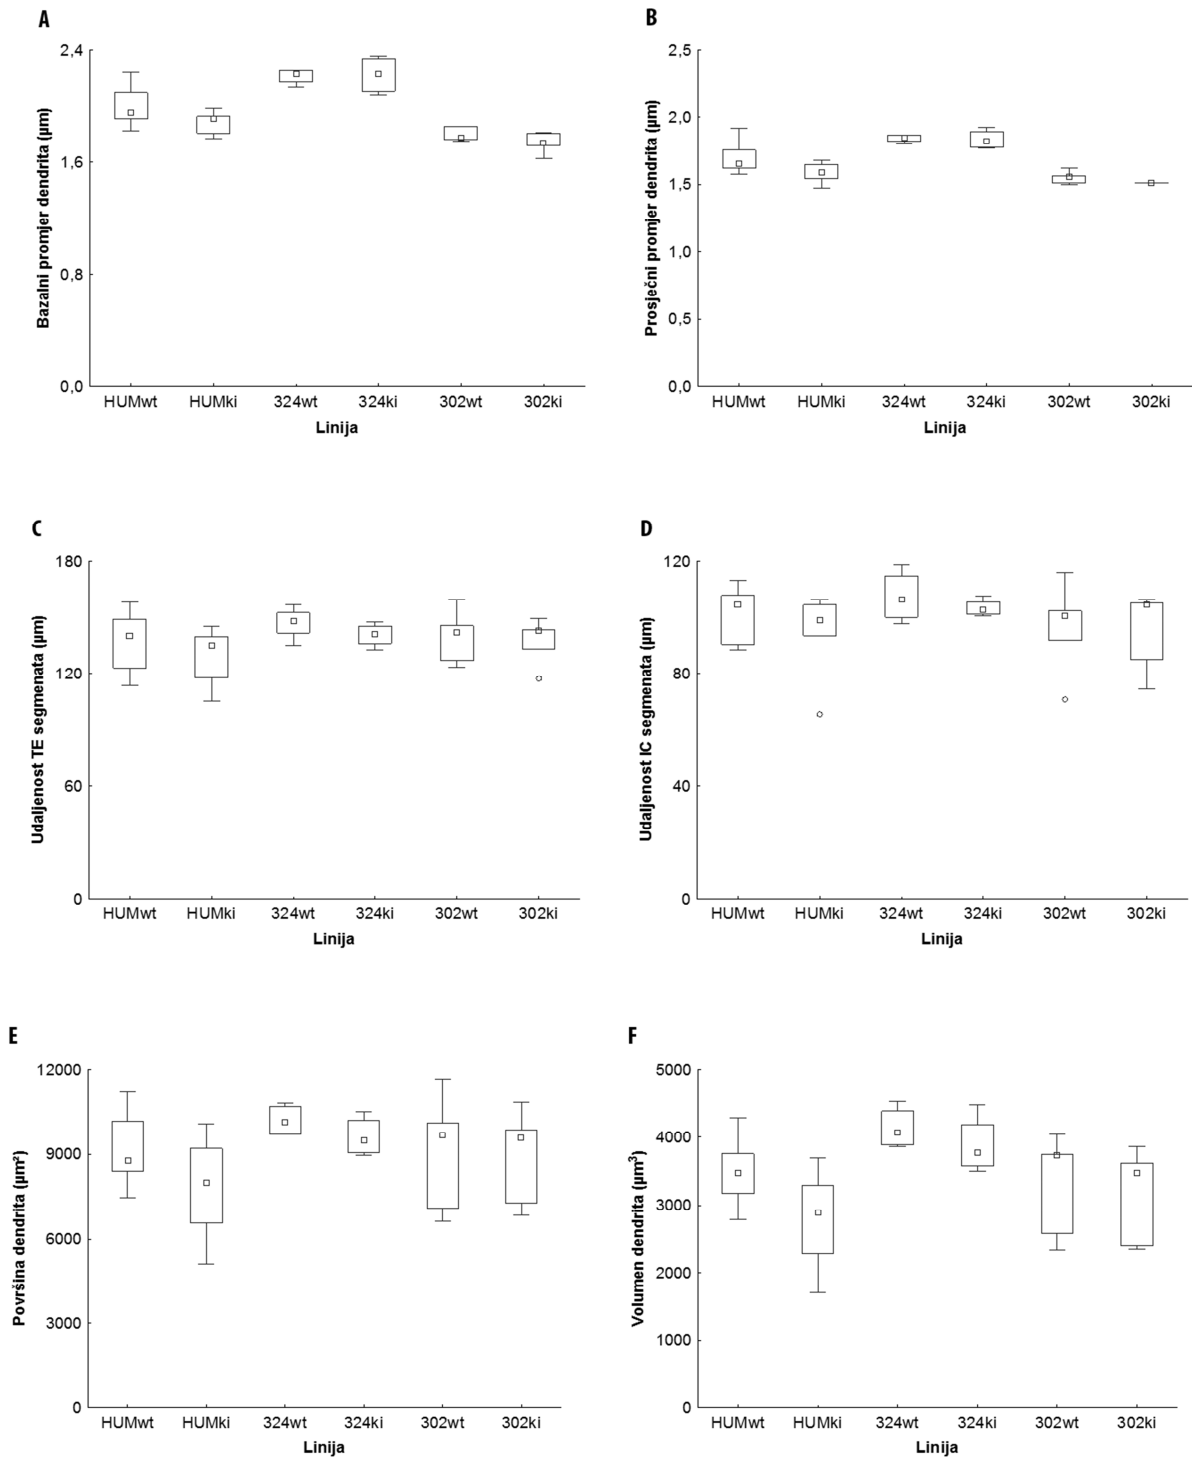 A
Bazalni promjer dendrita (µm)
2,4
1,6
0,8
0,0
HUMwt HUMki 324wt 324ki 302wt 302ki
Linija
B
Prosječni promjer dendrita (µm)
2,5
2,0
1,5
1,0
0,5
0,0
HUMwt HUMki 324wt 324ki 302wt 302ki
Linija
C
Udaljenost TE segmenata (µm)
180
120
60
0
HUMwt HUMki 324wt 324ki 302wt 302ki
Linija
D
Udaljenost IC segmenata (µm)
120
80
40
0
HUMwt HUMki 324wt 324ki 302wt 302ki
Linija
E
Površina dendrita (µm²)
12000
9000
6000
3000
0
HUMwt HUMki 324wt 324ki 302wt 302ki
Linija
F
Volumen dendrita (µm³)
5000
4000
3000
2000
1000
0
HUMwt HUMki 324wt 324ki 302wt 302ki
Linija